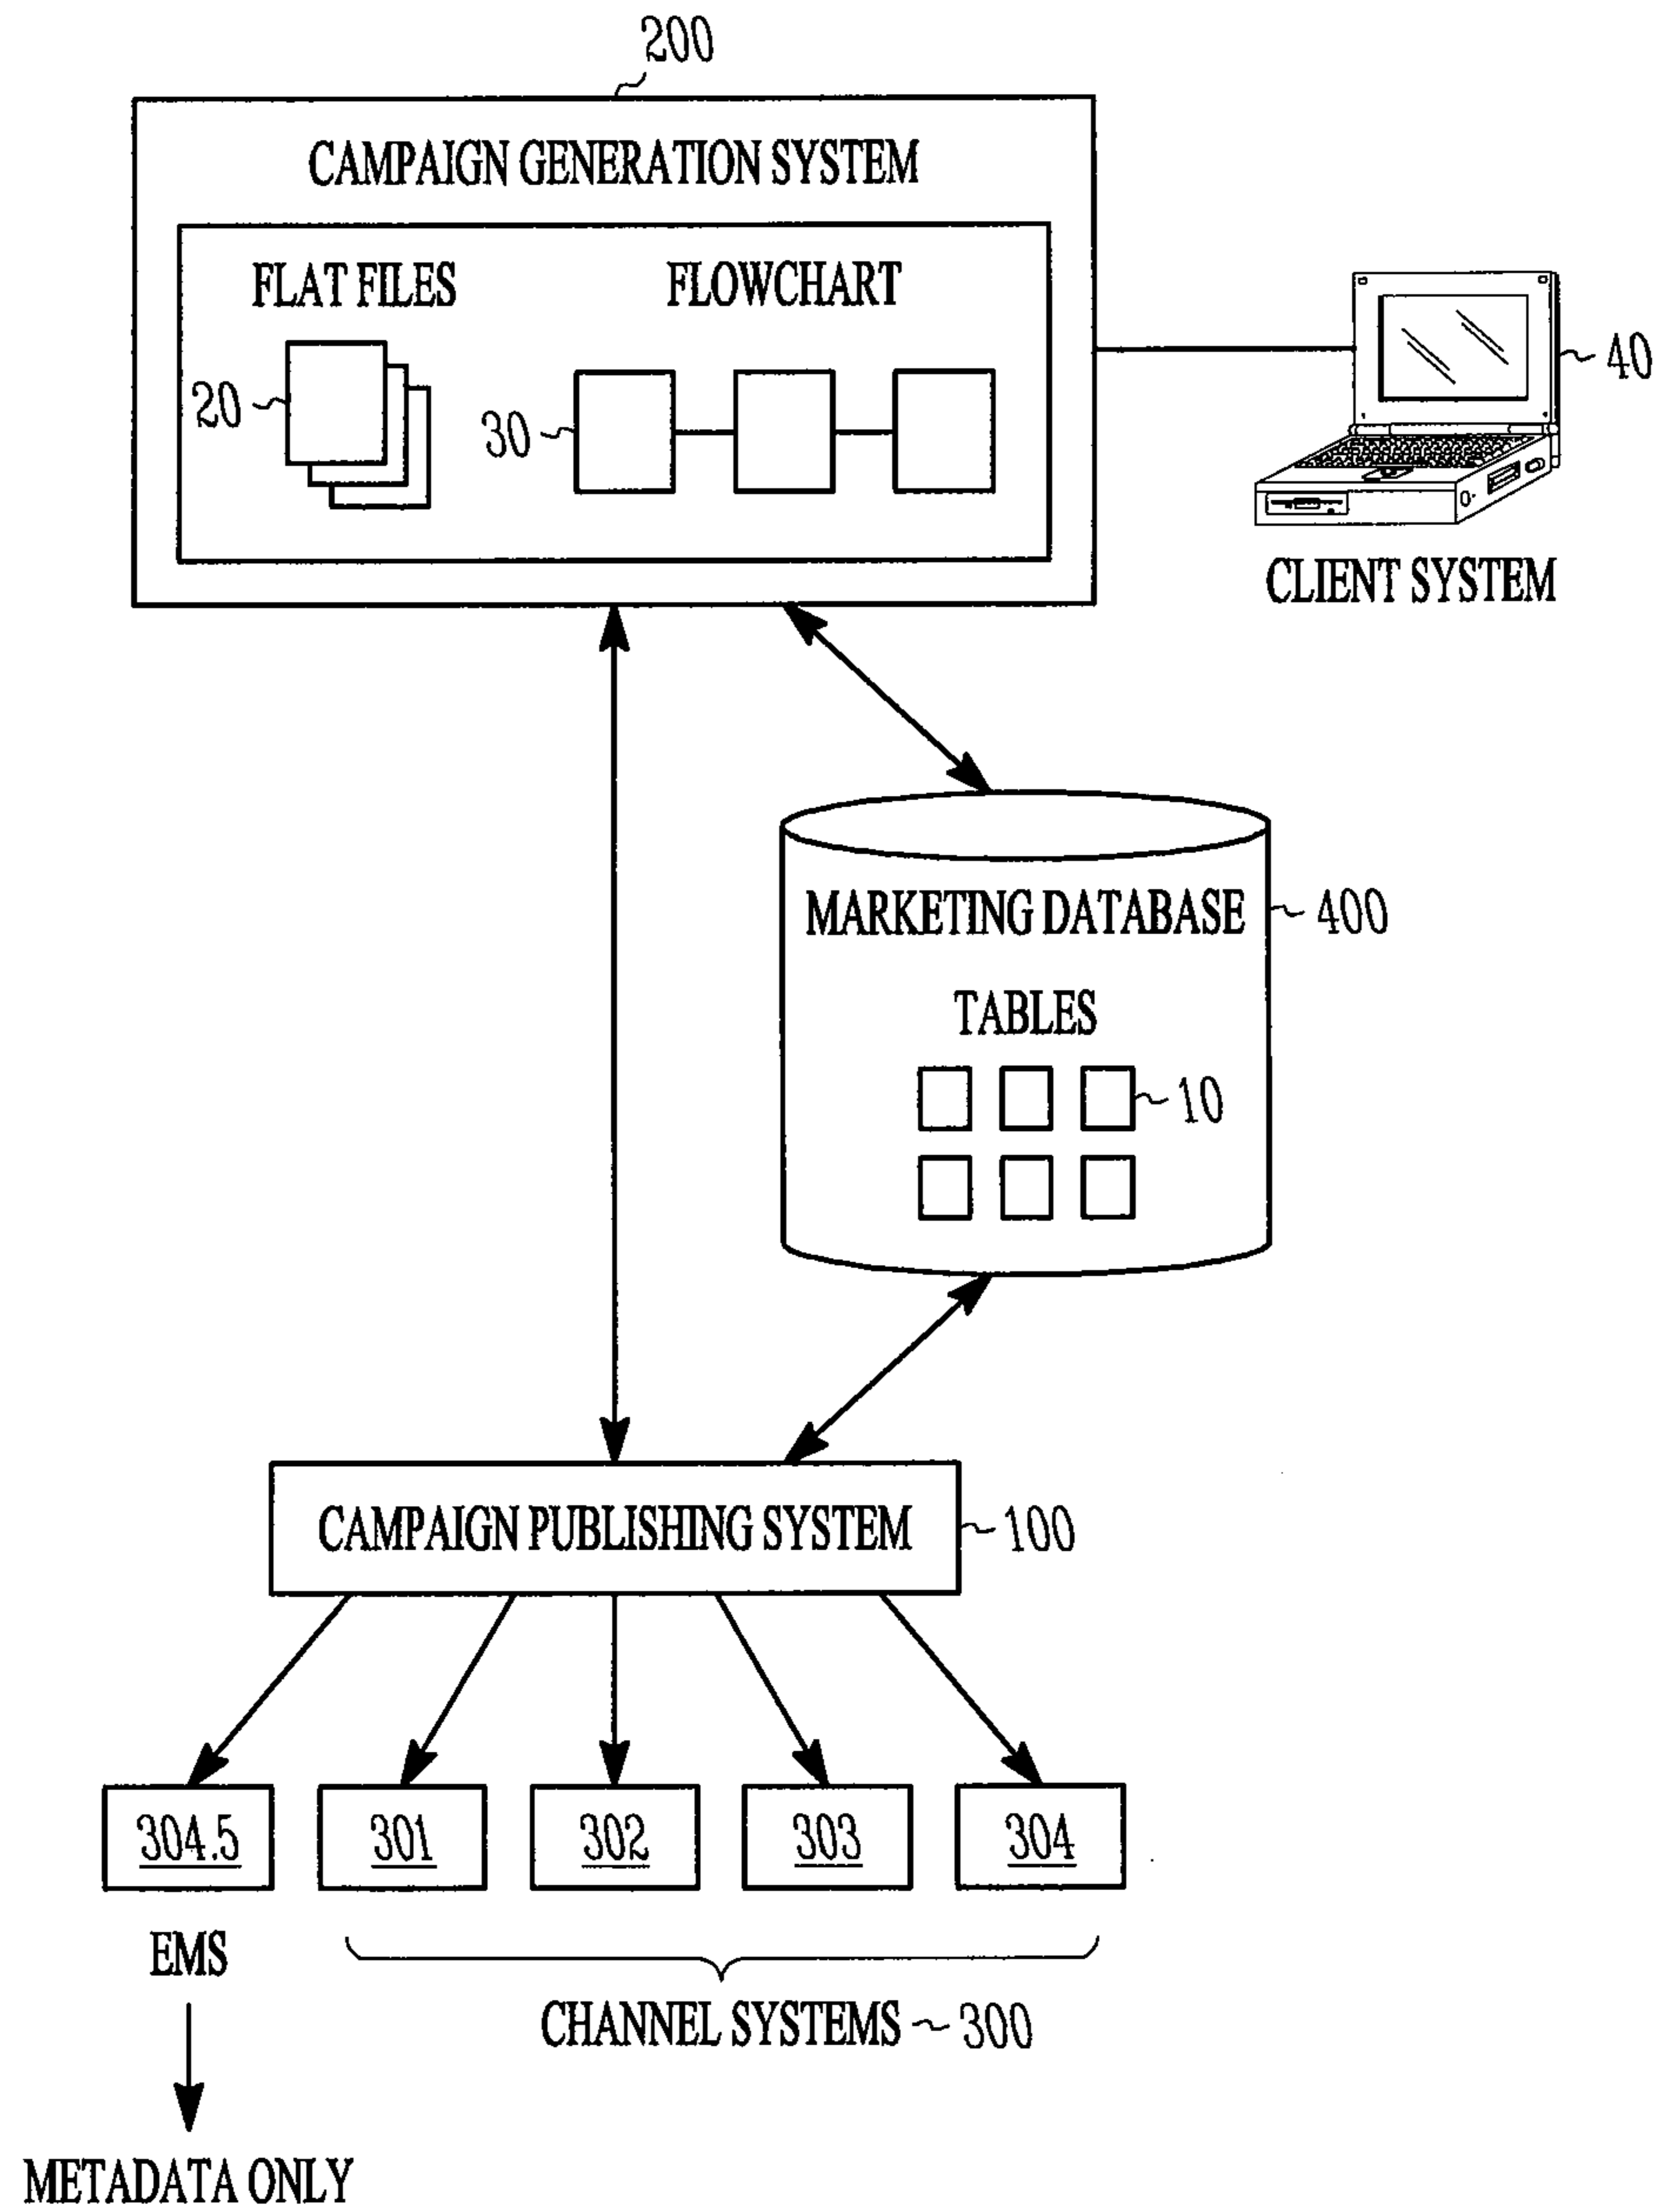 200
CAMPAIGN GENERATION SYSTEM
FLAT FILES
FLOWCHART
20
30
40
CLIENT SYSTEM
MARKETING DATABASE
400
TABLES
10
CAMPAIGN PUBLISHING SYSTEM
100
304.5
301
302
303
304
EMS
CHANNEL SYSTEMS
300
METADATA ONLY